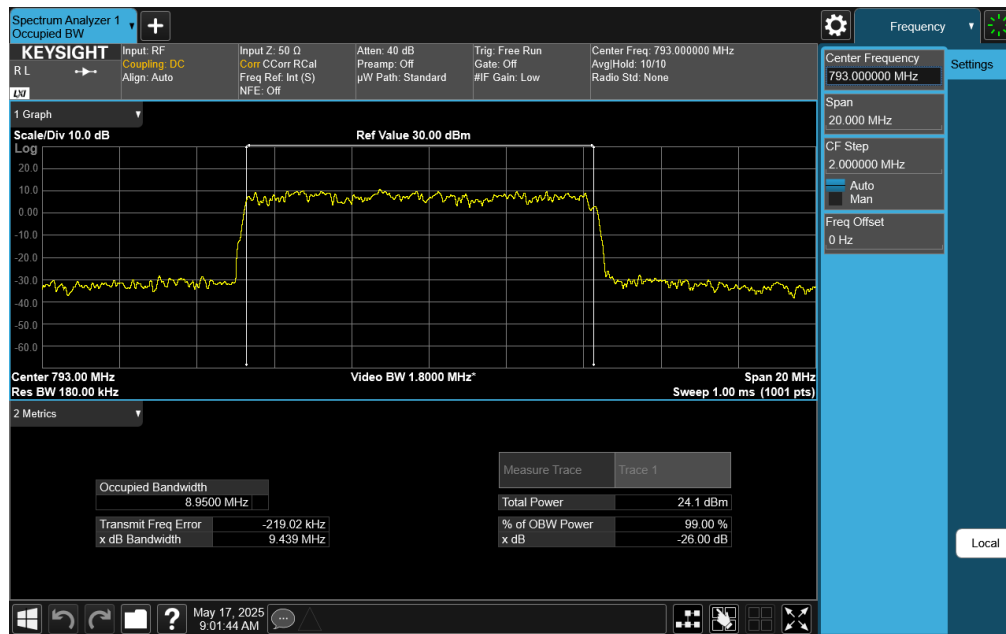 Spectrum Analyzer 1
Occupied BW
Frequency
KEYSIGHT
R L
LXI
Input: RF
Coupling: DC
Align: Auto
Input Z: 50 Ω
Corr CCorr RCal
Freq Ref: Int (S)
NFE: Off
Atten: 40 dB
Preamp: Off
µW Path: Standard
Trig: Free Run
Gate: Off
#IF Gain: Low
Center Freq: 793.000000 MHz
Avg|Hold: 10/10
Radio Std: None
Center Frequency
793.000000 MHz
Settings
Span
20.000 MHz
CF Step
2.000000 MHz
Auto
Man
Freq Offset
0 Hz
Local
1 Graph
Scale/Div 10.0 dB
Ref Value 30.00 dBm
Log
20.0
10.0
0.00
-10.0
-20.0
-30.0
-40.0
-50.0
-60.0
Center 793.00 MHz
Video BW 1.8000 MHz*
Span 20 MHz
Res BW 180.00 kHz
Sweep 1.00 ms (1001 pts)
2 Metrics
Measure Trace
Trace 1
Occupied Bandwidth
8.9500 MHz
Total Power
24.1 dBm
Transmit Freq Error
-219.02 kHz
% of OBW Power
99.00 %
x dB Bandwidth
9.439 MHz
x dB
-26.00 dB
?
May 17, 2025
9:01:44 AM